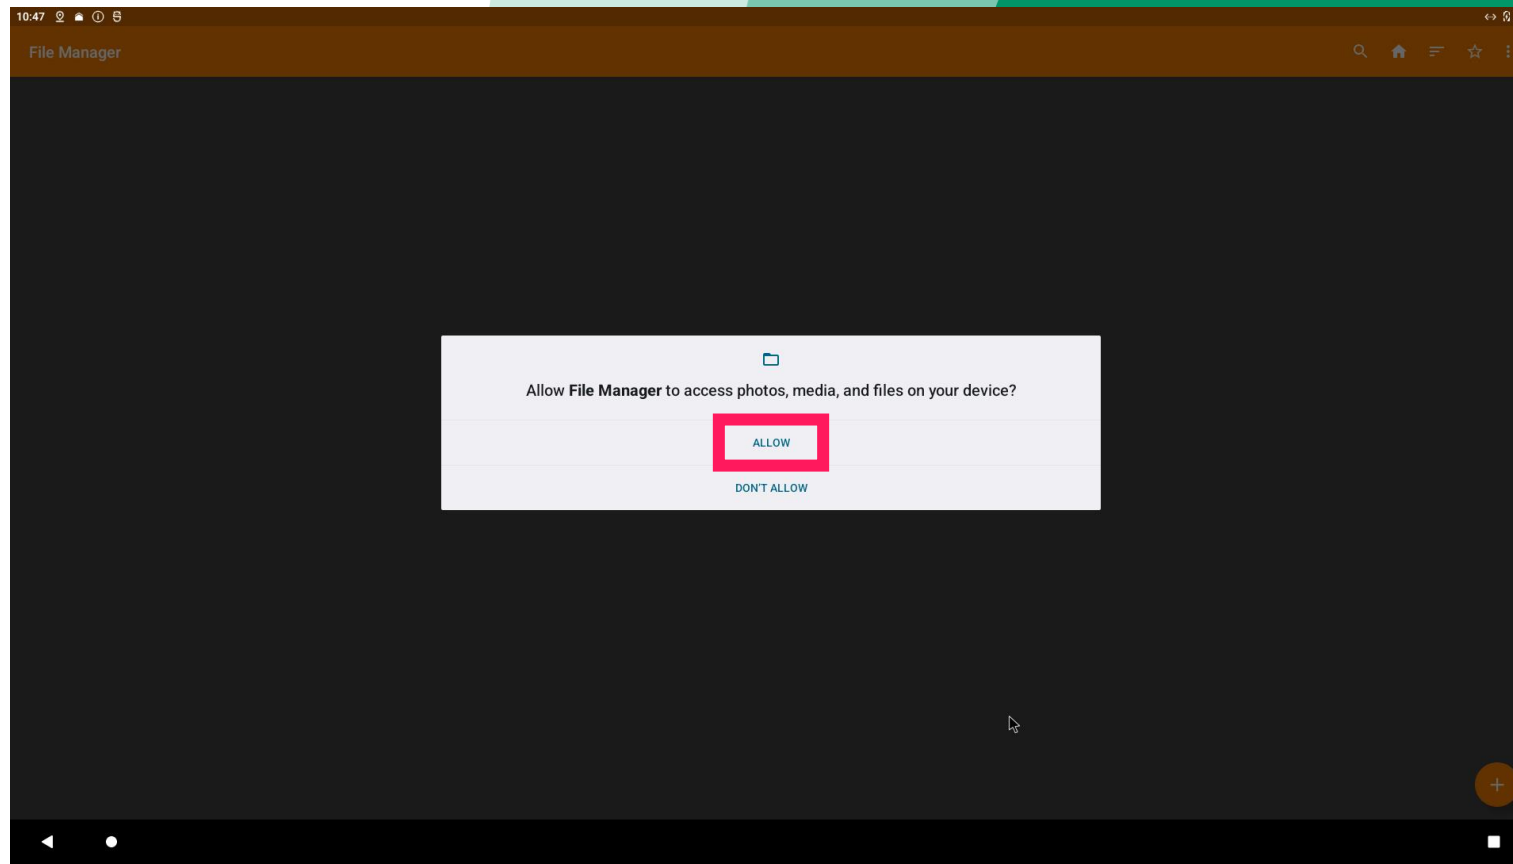 10:47
File Manager
Allow File Manager to access photos, media, and files on your device?
ALLOW
DON'T ALLOW